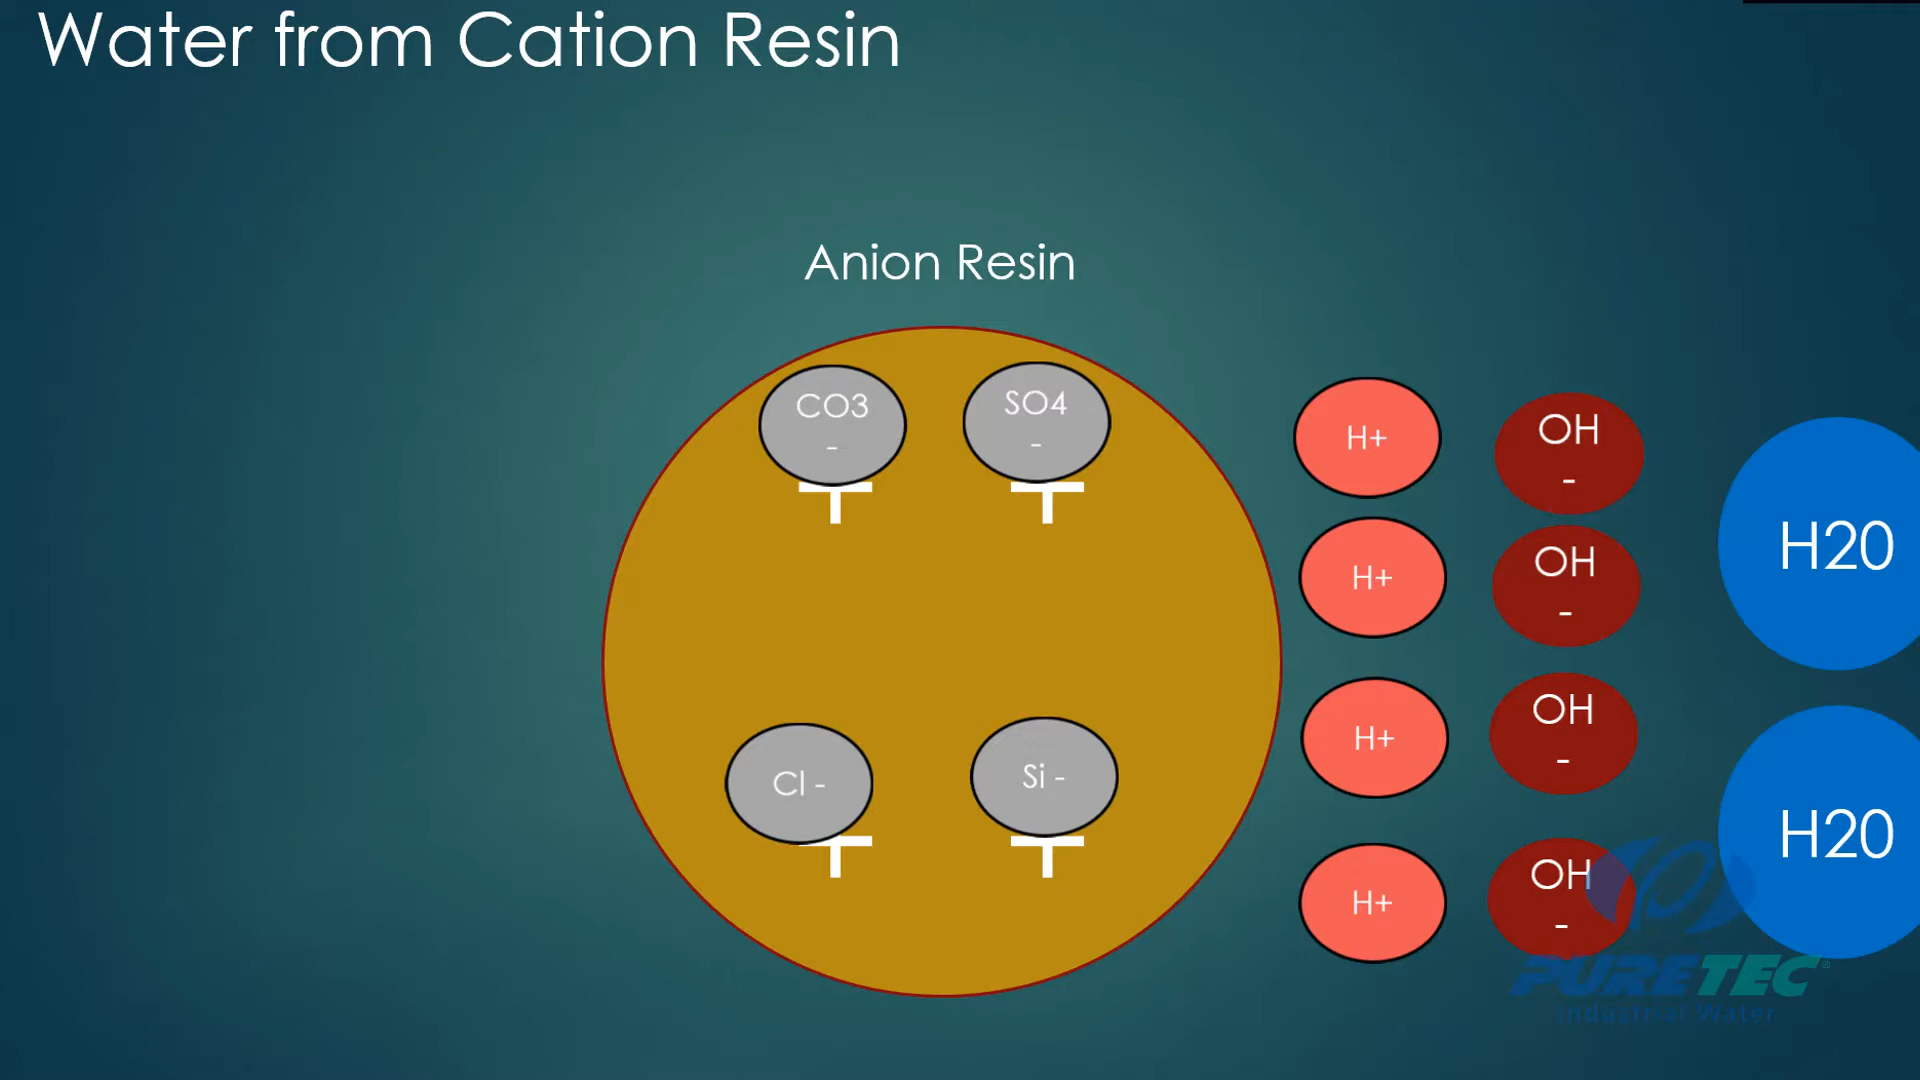 Water from Cation Resin
Anion Resin
CO3
-
SO4
-
Cl -
Si -
H+
H+
H+
H+
OH
-
OH
-
OH
-
OH
-
H20
H20
PURETEC®
Industrial Water